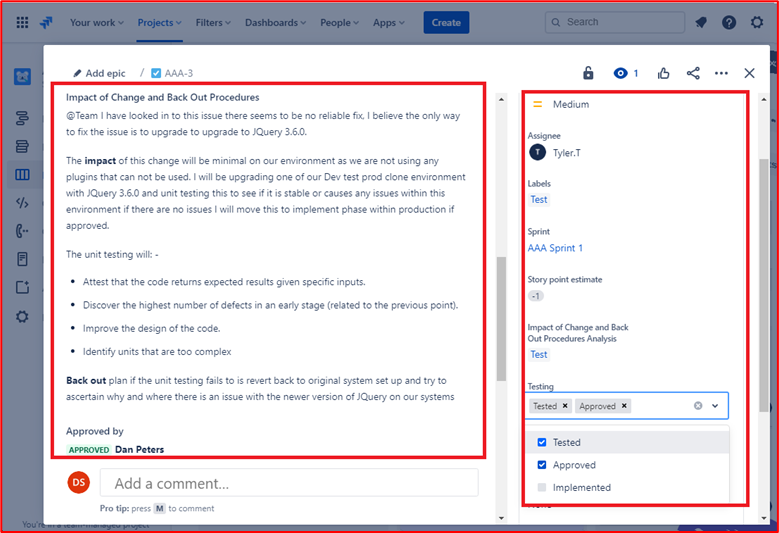 Your work Projects Filters Dashboards People Apps Create Search
Add epic / AAA-3 1
Impact of Change and Back Out Procedures
@Team I have looked in to this issue there seems to be no reliable fix, I believe the only way
to fix the issue is to upgrade to upgrade to JQuery 3.6.0.
The impact of this change will be minimal on our environment as we are not using any
plugins that can not be used. I will be upgrading one of our Dev test prod clone environment
with JQuery 3.6.0 and unit testing this to see if it is stable or causes any issues within this
environment if there are no issues I will move this to implement phase within production if
approved.
The unit testing will: -
Attest that the code returns expected results given specific inputs.
Discover the highest number of defects in an early stage (related to the previous point).
Improve the design of the code,
Identify units that are too complex
Back out plan if the unit testing fails to is revert back to original system set up and try to
ascertain why and where there is an issue with the newer version of JQuery on our systems
Approved by
APPROVED Dan Peters
DS Add a comment...
Pro tip: press M to comment
Medium
Assignee
T Tyler.T
Labels
Test
Sprint
AAA Sprint 1
Story point estimate
-1
Impact of Change and Back
Out Procedures Analysis
Test
Testing
Tested Approved
Tested
Approved
Implemented
You're in a team-managed project